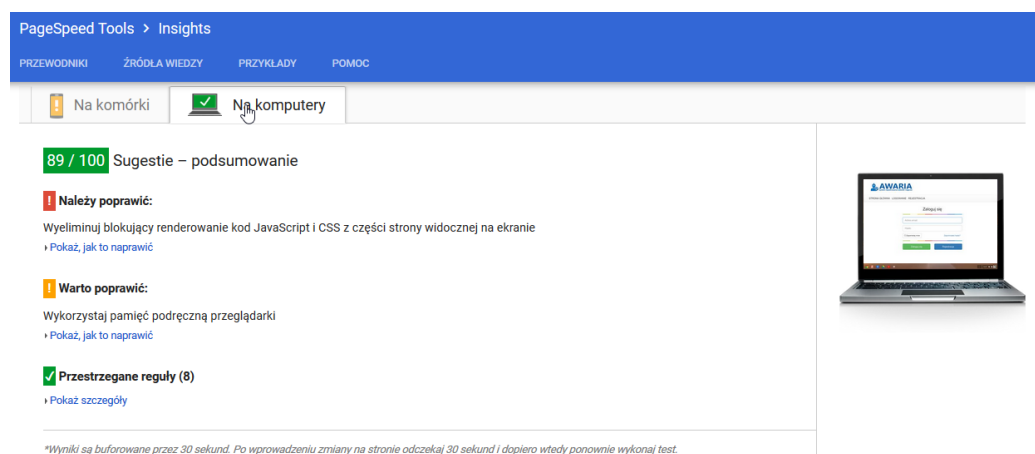 PageSpeed Tools > Insights
PRZEWODNIKI ŹRÓDŁA WIEDZY PRZYKŁADY POMOC
Na komórki Na komputery
89 / 100 Sugestie – podsumowanie
! Należy poprawić:
Wyeliminuj blokujący renderowanie kod JavaScript i CSS z części strony widocznej na ekranie
Pokaż, jak to naprawić
! Warto poprawić:
Wykorzystaj pamięć podręczną przeglądarki
Pokaż, jak to naprawić
Przestrzegane reguły (8)
Pokaż szczegóły
*Wyniki są buforowane przez 30 sekund. Po wprowadzeniu zmiany na stronie odczekaj 30 sekund i dopiero wtedy ponownie wykonaj test.
AWARIA
Zaloguj się